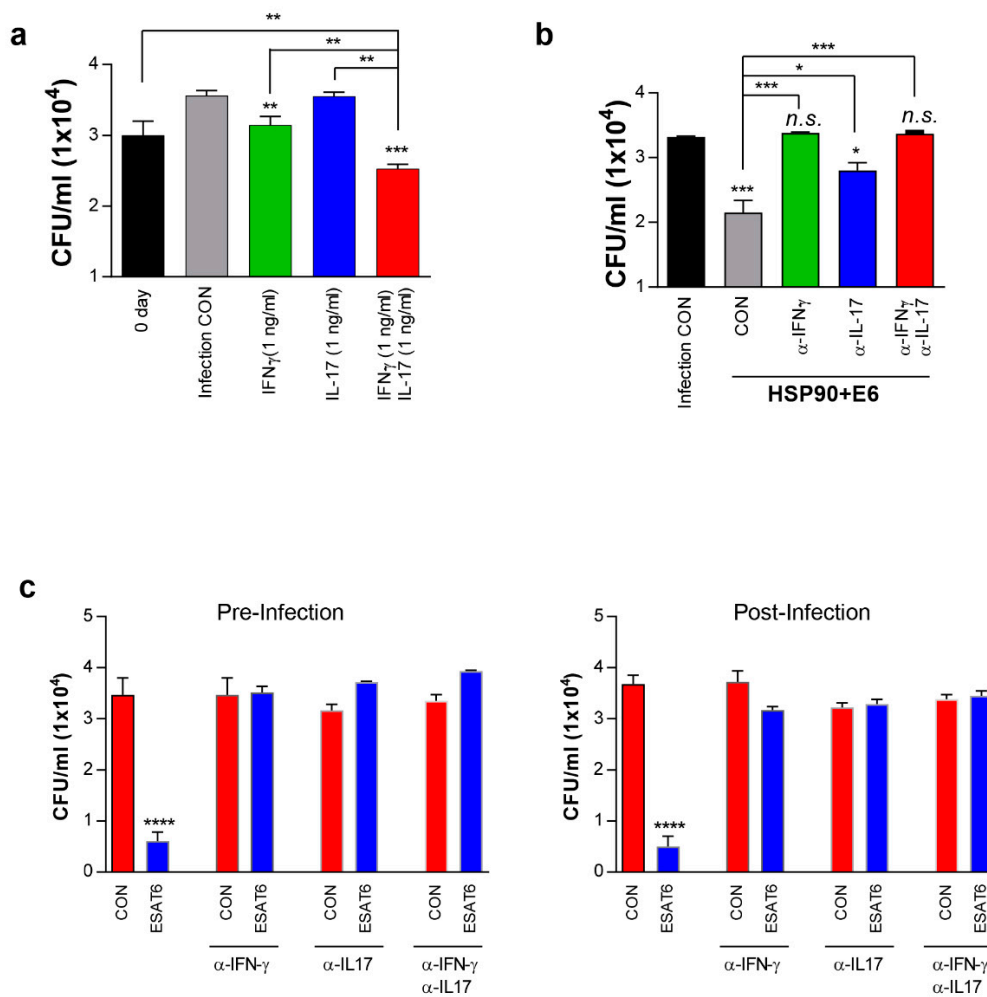 a
**
**
**
CFU/ml (1x10⁴)
4
3
2
1
**
***
0 day
Infection CON
IFNγ(1 ng/ml)
IL-17 (1 ng/ml)
IFNγ (1 ng/ml)
IL-17 (1 ng/ml)
b
***
*
***
CFU/ml (1x10⁴)
4
3
2
1
***
n.s.
*
n.s.
Infection CON
CON
α-IFNγ
α-IL-17
α-IFNγ
α-IL-17
HSP90+E6
c
Pre-Infection
CFU/ml (1x10⁴)
5
4
3
2
1
0
****
CON
ESAT6
CON
ESAT6
CON
ESAT6
CON
ESAT6
α-IFN-γ
α-IL17
α-IFN-γ
α-IL17
Post-Infection
CFU/ml (1x10⁴)
5
4
3
2
1
0
****
CON
ESAT6
CON
ESAT6
CON
ESAT6
CON
ESAT6
α-IFN-γ
α-IL17
α-IFN-γ
α-IL17